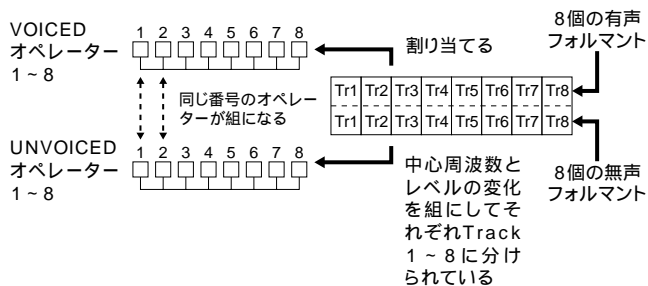 VOICED
オペレーター
1~8
1 2 3 4 5 6 7 8
割り当てる
8個の有声
フォルマント
同じ番号のオペレー
ターが組になる
Tr1 Tr2 Tr3 Tr4 Tr5 Tr6 Tr7 Tr8
Tr1 Tr2 Tr3 Tr4 Tr5 Tr6 Tr7 Tr8
UNVOICED
オペレーター
1~8
1 2 3 4 5 6 7 8
中心周波数と
レベルの変化
を組にしてそ
れぞれTrack
1~8に分け
られている
8個の無声
フォルマント